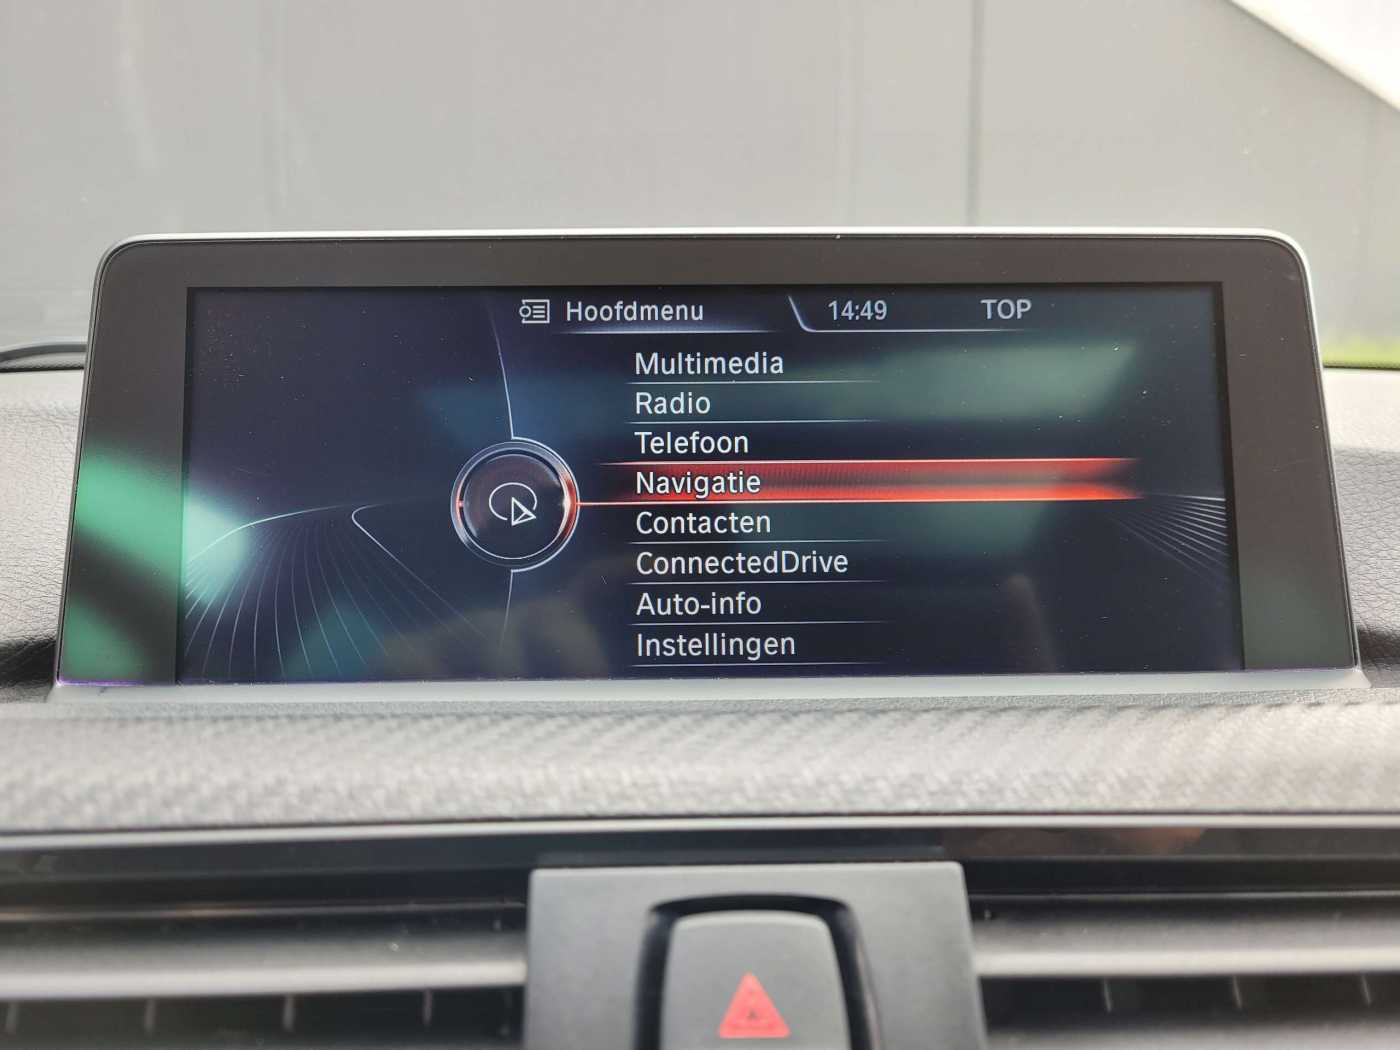 Hoofdmenu 14:49 TOP
Multimedia
Radio
Telefoon
Navigatie
Contacten
ConnectedDrive
Auto-info
Instellingen